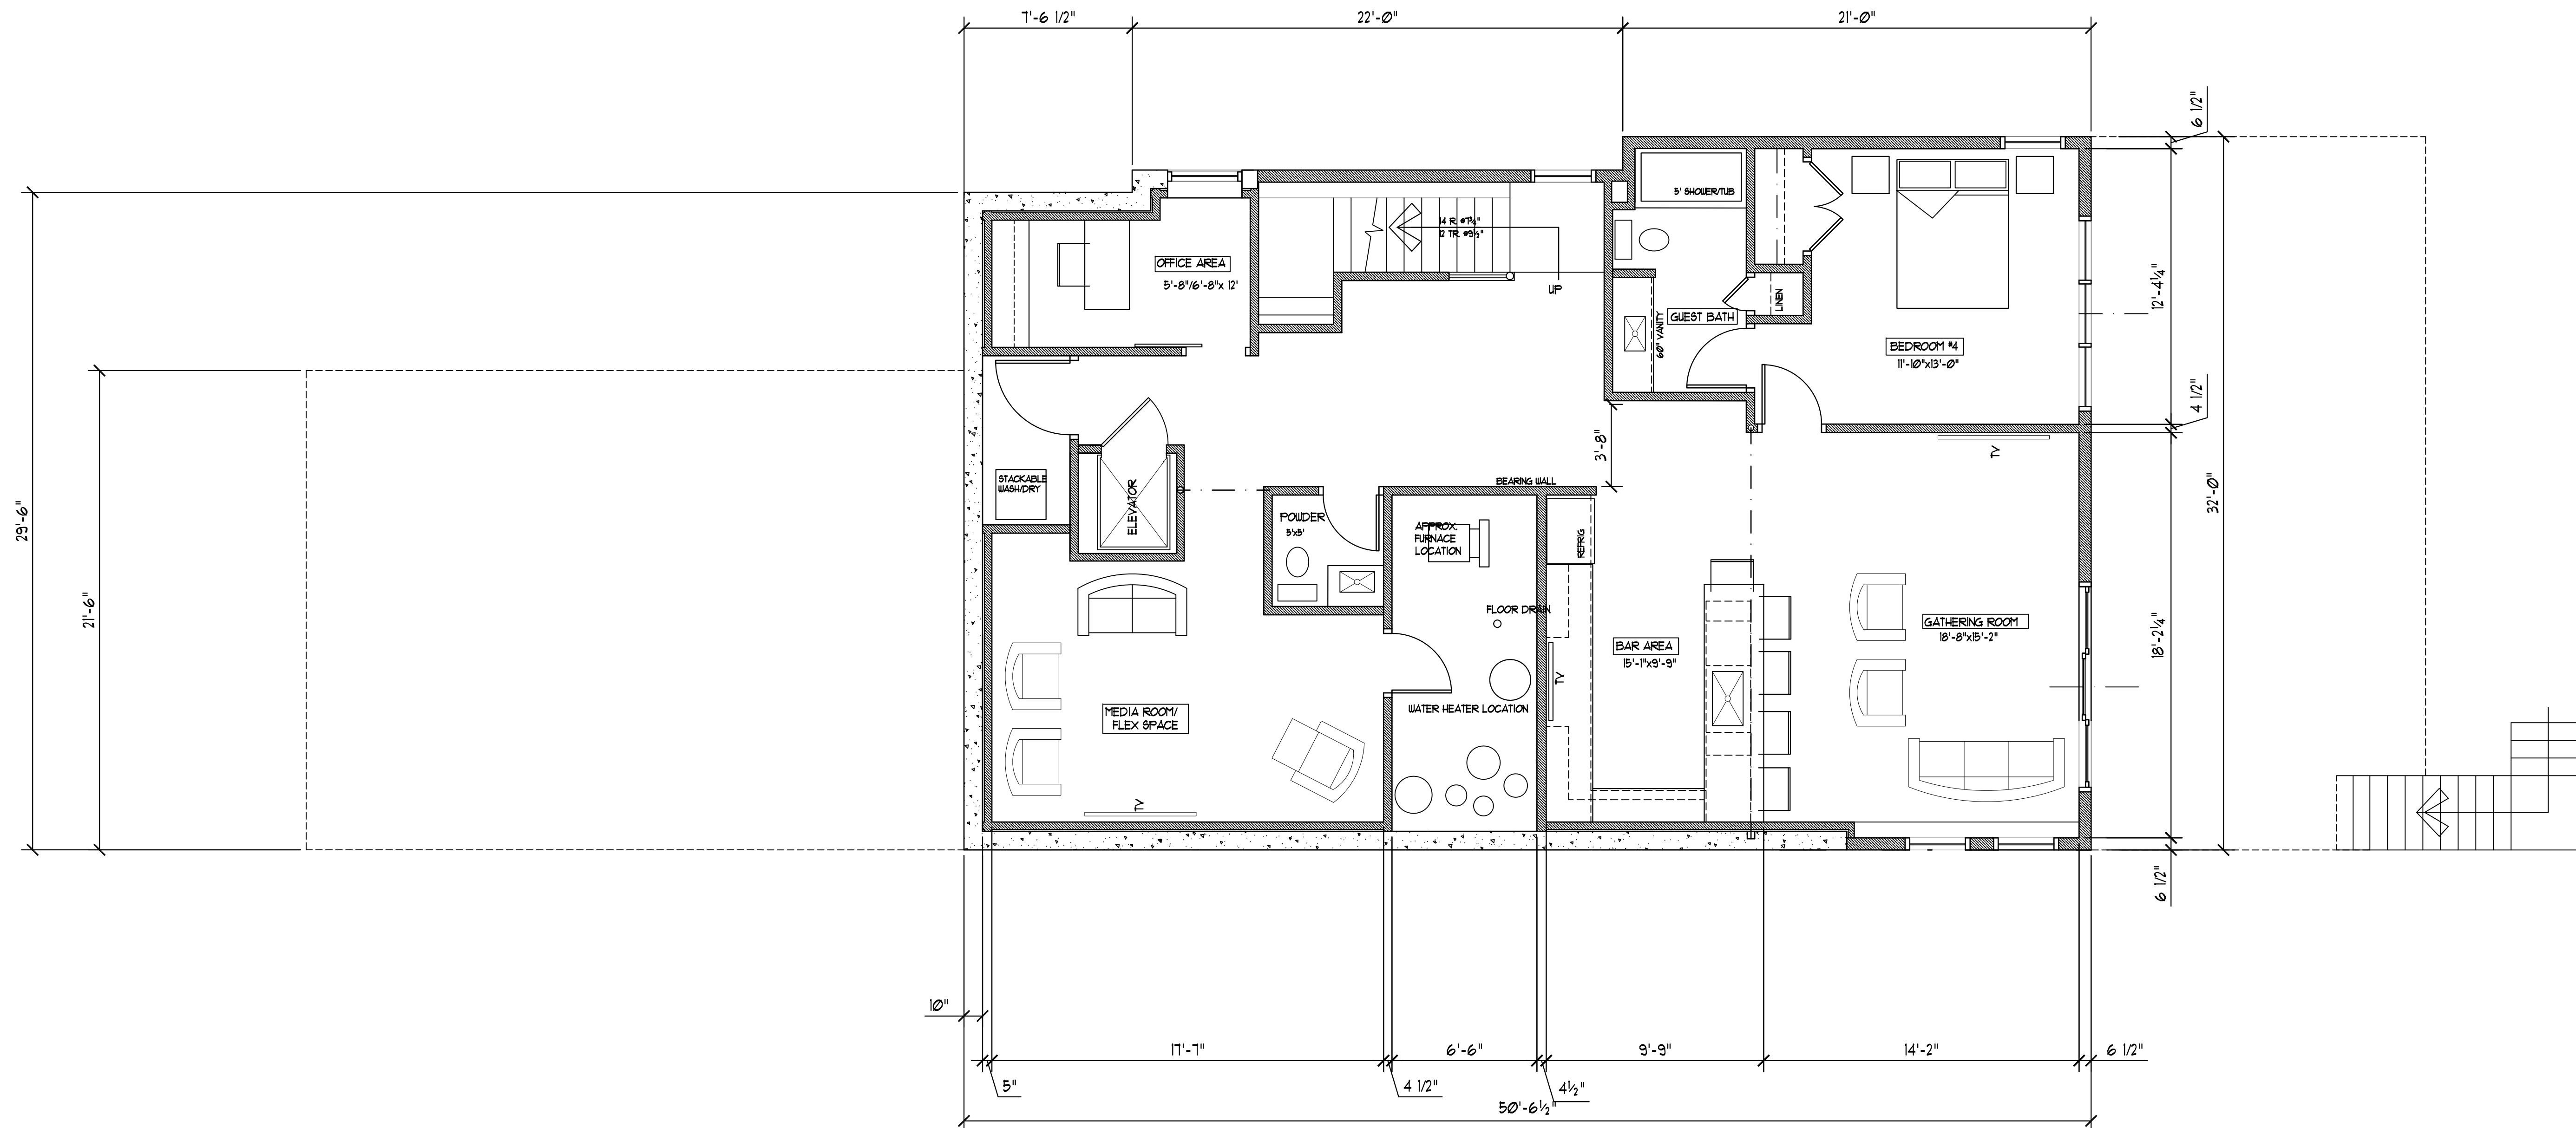 7'-6 1/2"
22'-0"
21'-0"
6 1/2"
5' SHOWER/TUB
14 R. @7¾"
12 TR. @9½"
OFFICE AREA
5'-8"/6'-8"x 12'
UP
LINEN
12'-4¼"
GUEST BATH
60" VANITY
BEDROOM #4
11'-10"x13'-0"
4 1/2"
3'-8"
TV
STACKABLE
WASH/DRY
ELEVATOR
BEARING WALL
32'-0"
29'-6"
POWDER
5'x5'
APPROX.
FURNACE
LOCATION
REFRIG
21'-6"
FLOOR DRAIN
GATHERING ROOM
18'-8"x15'-2"
18'-2¼"
BAR AREA
15'-1"x9'-9"
TV
MEDIA ROOM/
FLEX SPACE
WATER HEATER LOCATION
TV
6 1/2"
10"
17'-7"
6'-6"
9'-9"
14'-2"
6 1/2"
5"
4 1/2"
4½"
50'-6½"